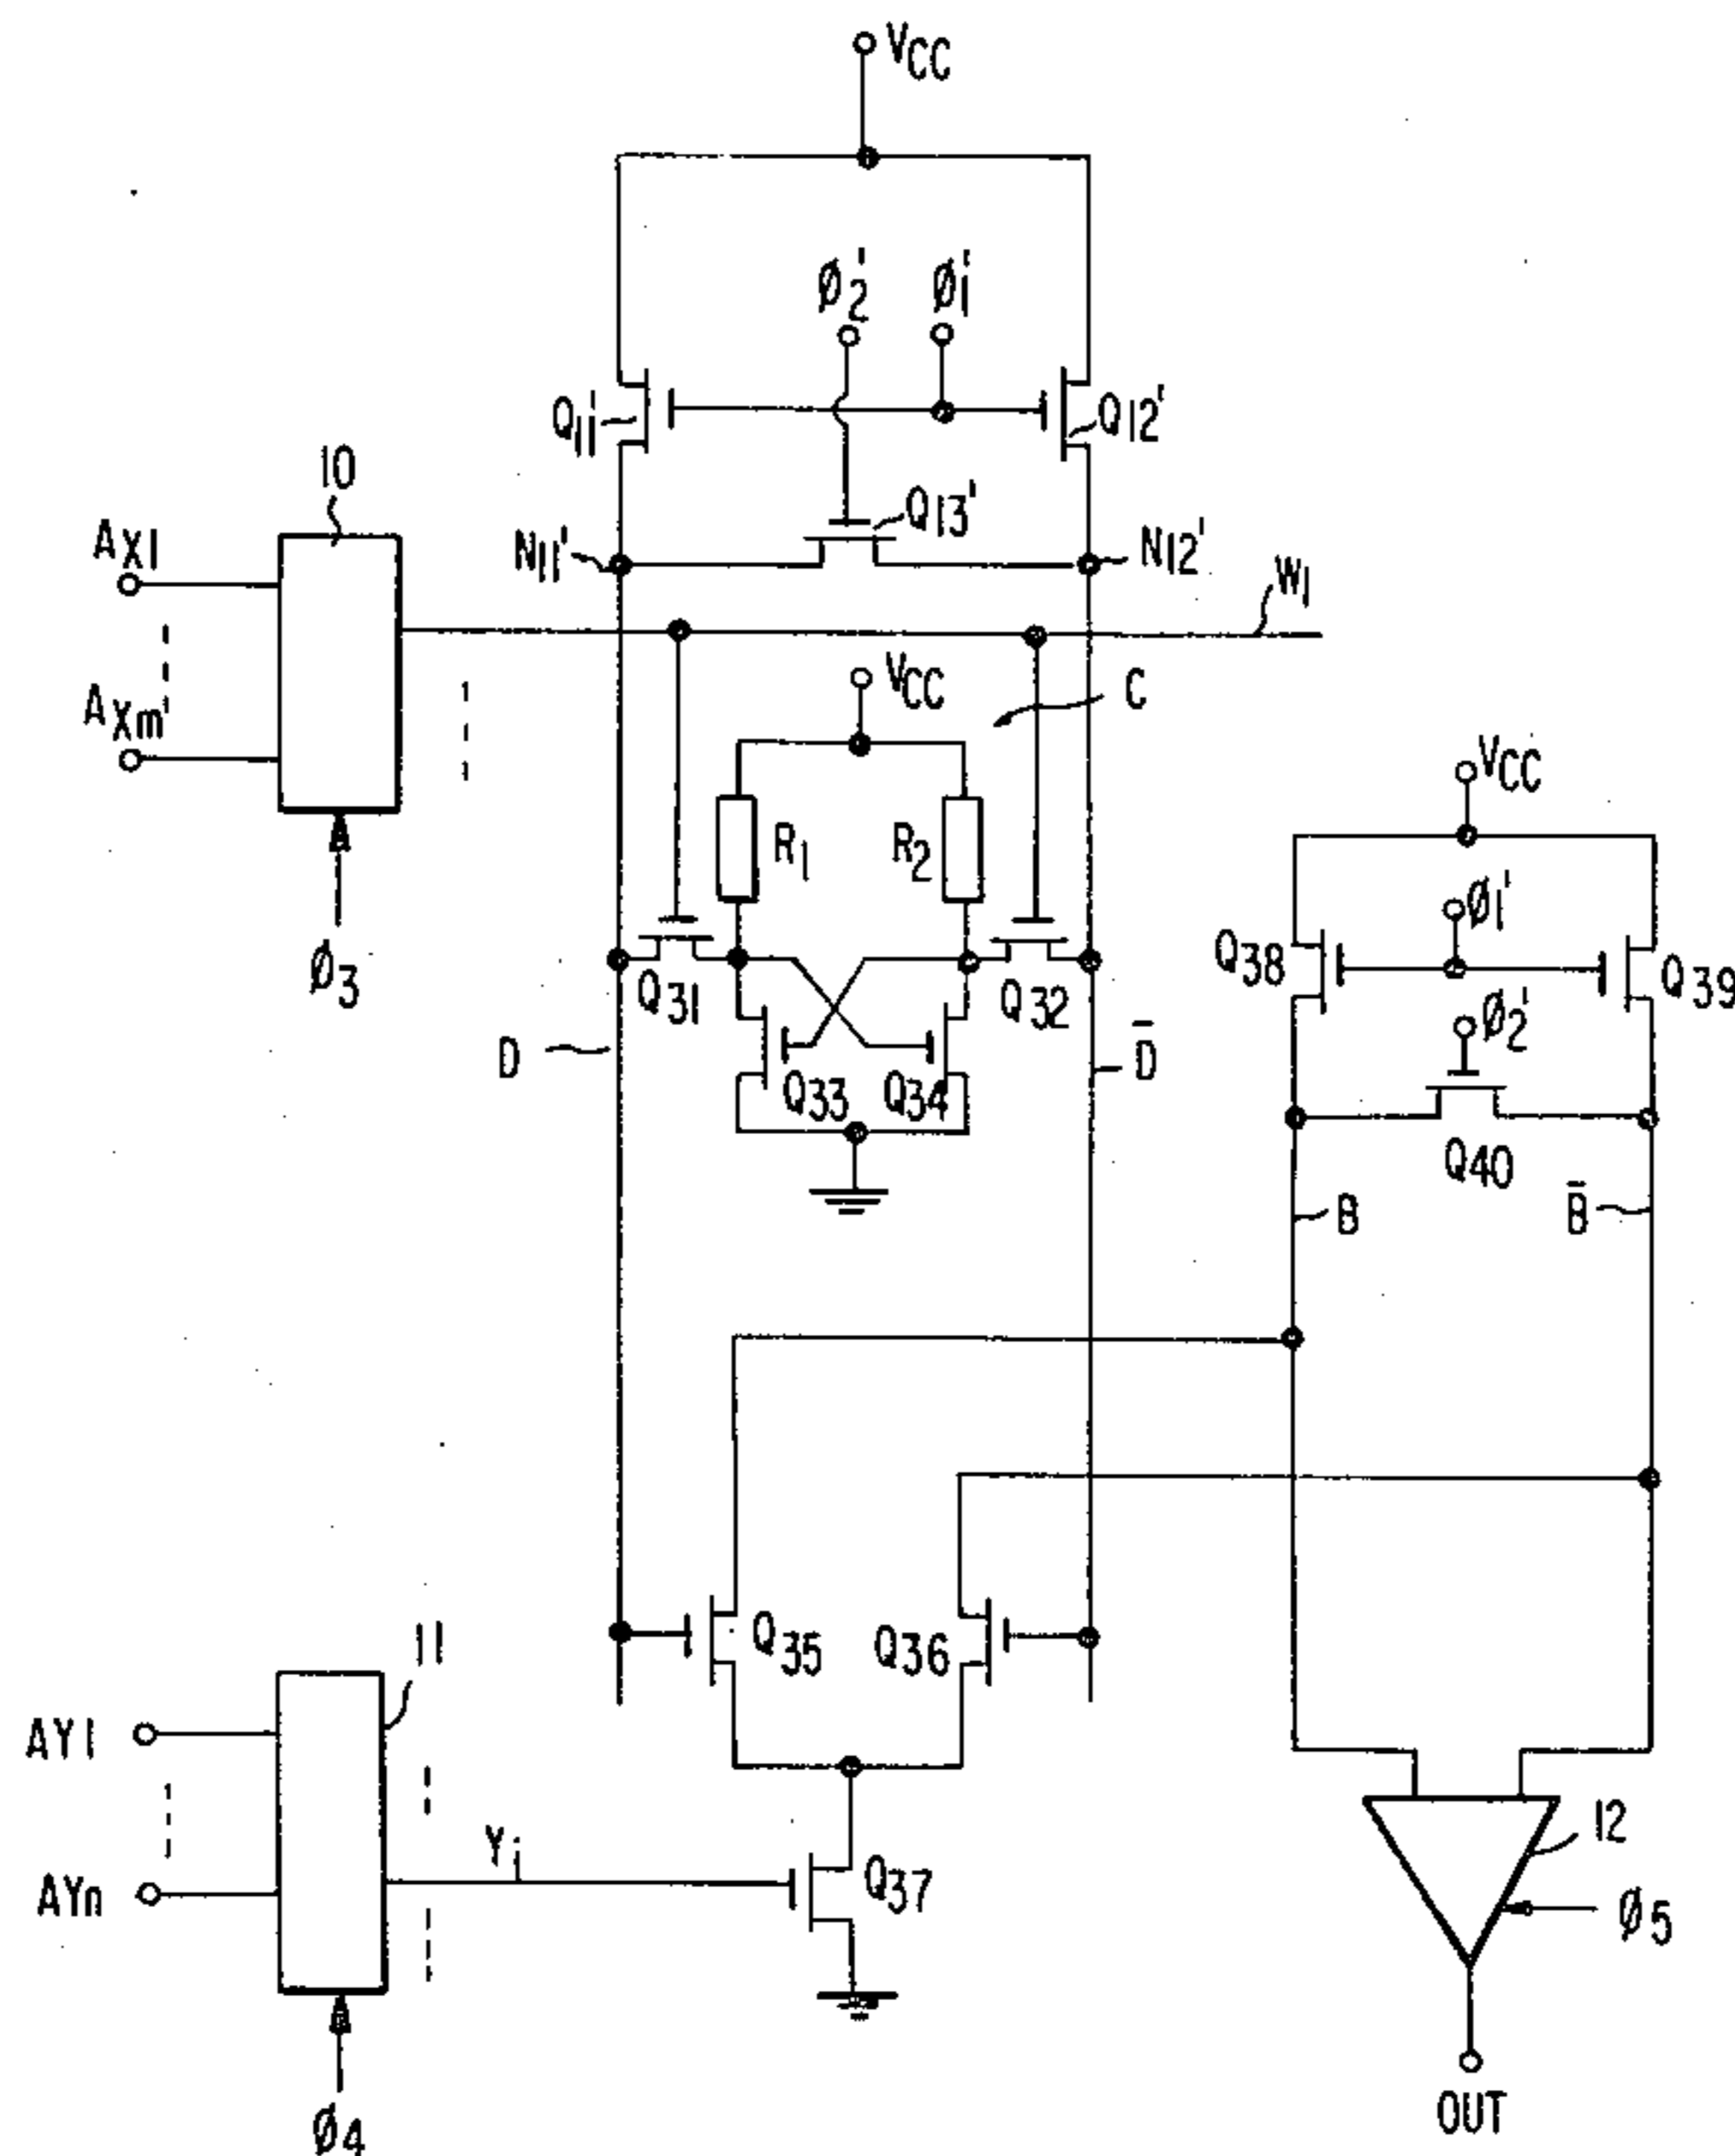 VCC
Ø2' Ø1'
Q11' Q12'
10
Q13'
AX1
N11' N12'
W1
AXm'
VCC
C
VCC
R1 R2
Ø1'
Q38 Q39
Ø3
Q31 Q32
Ø2'
D D̄
Q33 Q34
Q40
B B̄
Q35 Q36
11
AY1
12
Yj
Q37
AYn
Ø5
OUT
Ø4